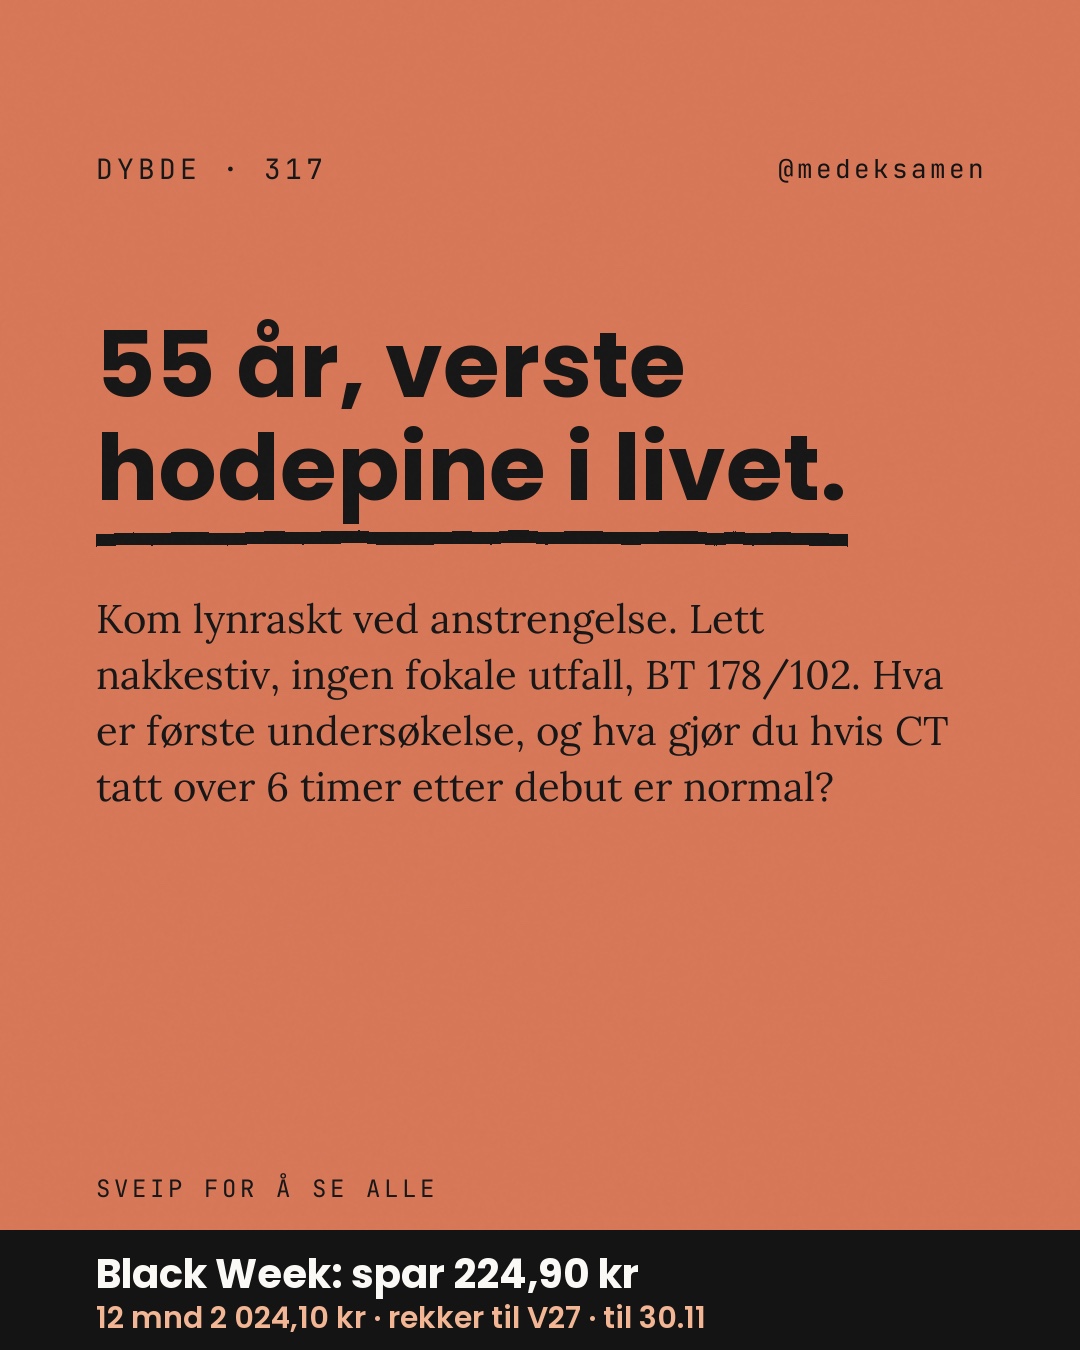 DYBDE · 317
@medeksamen
55 år, verste
hodepine i livet.
Kom lynraskt ved anstrengelse. Lett
nakkestiv, ingen fokale utfall, BT 178/102. Hva
er første undersøkelse, og hva gjør du hvis CT
tatt over 6 timer etter debut er normal?
SVEIP FOR Å SE ALLE
Black Week: spar 224,90 kr
12 mnd 2 024,10 kr · rekker til V27 · til 30.11